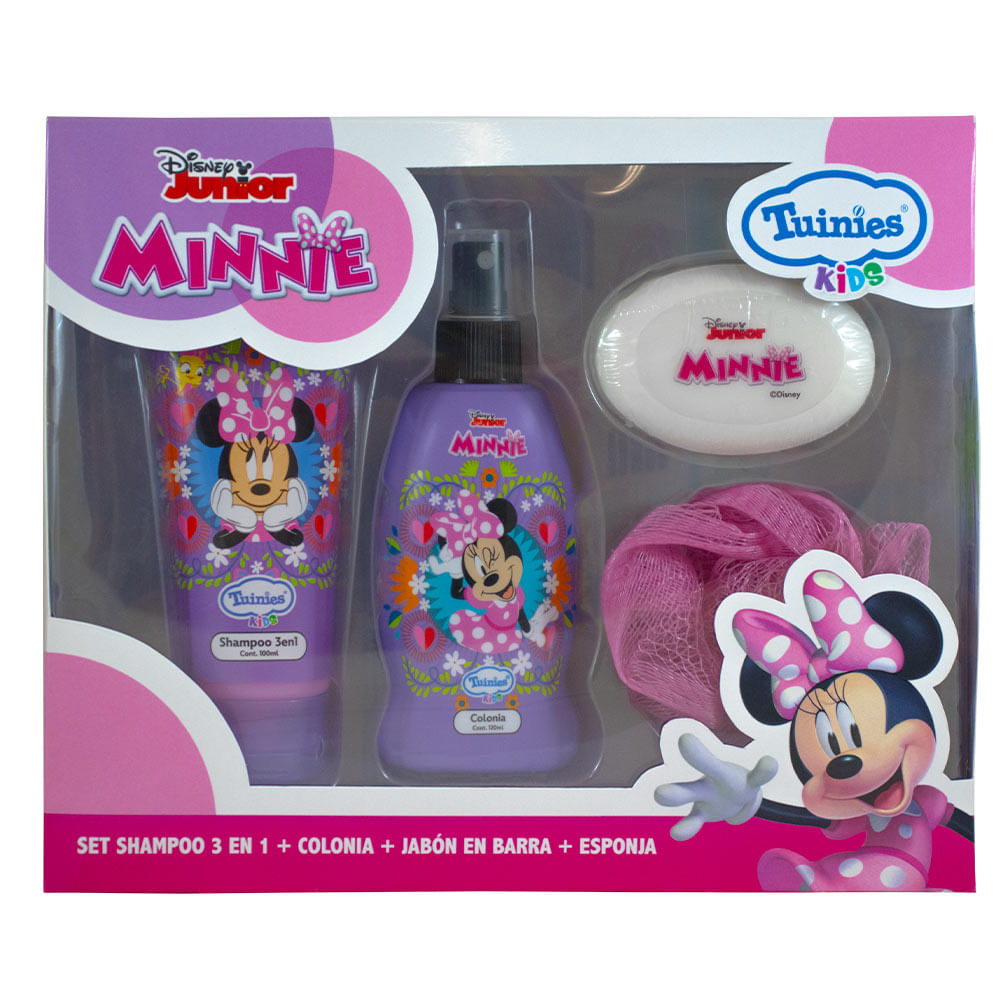 Disney
Junior
MINNIE
Tuinies®
KiDS
Disney
Junior
MINNIE
©Disney
Disney
Junior
MINNIE
Tuinies
KiDS
Shampoo 3en1
Cont. 100ml
Tuinies
KiDS
Colonia
Cont. 120ml
SET SHAMPOO 3 EN 1 + COLONIA + JABÓN EN BARRA + ESPONJA